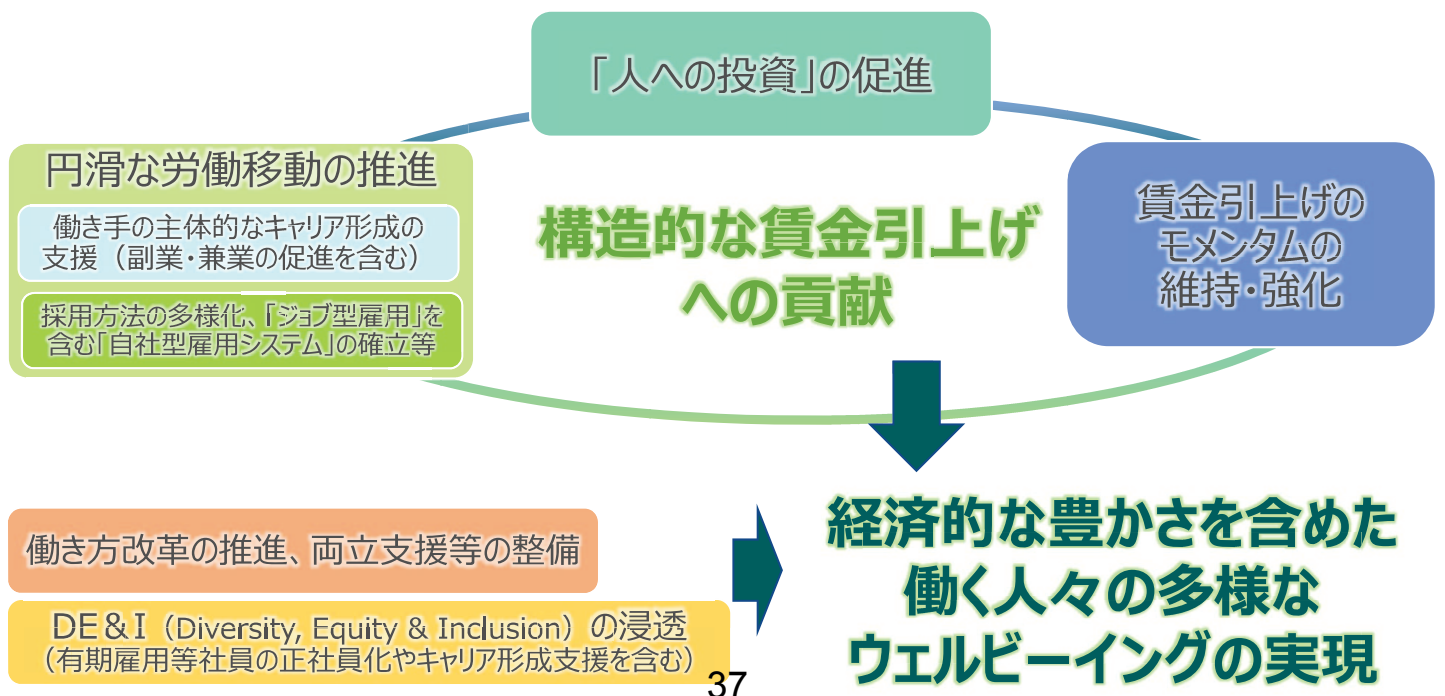 「人への投資」の促進
円滑な労働移動の推進
働き手の主体的なキャリア形成の
支援（副業・兼業の促進を含む）
採用方法の多様化、「ジョブ型雇用」を
含む「自社型雇用システム」の確立等
構造的な賃金引上げ
への貢献
賃金引上げの
モメンタムの
維持・強化
働き方改革の推進、両立支援等の整備
DE＆I（Diversity, Equity & Inclusion）の浸透
（有期雇用等社員の正社員化やキャリア形成支援を含む）
経済的な豊かさを含めた
働く人々の多様な
ウェルビーイングの実現
37